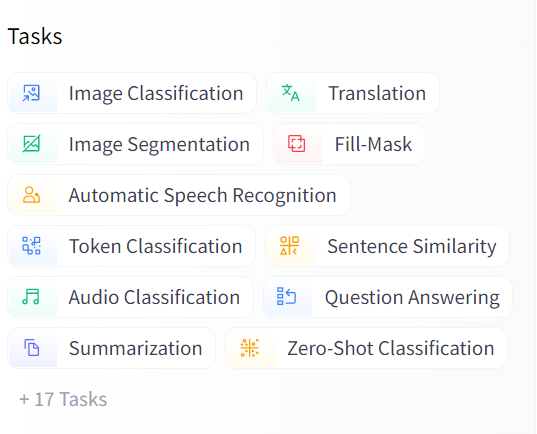 Tasks
Image Classification Translation
Image Segmentation Fill-Mask
Automatic Speech Recognition
Token Classification Sentence Similarity
Audio Classification Question Answering
Summarization Zero-Shot Classification
+ 17 Tasks